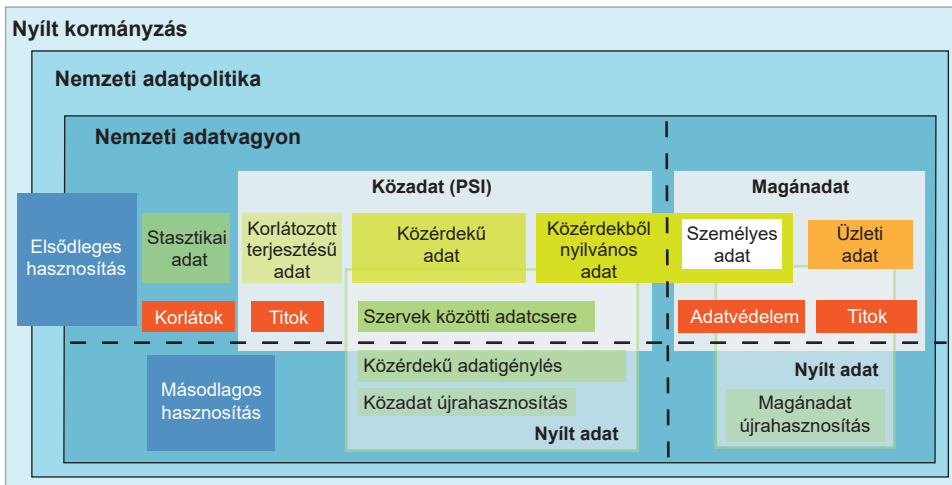 Nyílt kormányzás
Nemzeti adatpolitika
Nemzeti adatvagyon
Közadat (PSI)
Magánadat
Elsődleges
hasznosítás
Stasztikai
adat
Korlátozott
terjesztésű
adat
Közérdekű
adat
Közérdekből
nyilvános
adat
Személyes
adat
Üzleti
adat
Korlátok
Titok
Szervek közötti adatcsere
Adatvédelem
Titok
Másodlagos
hasznosítás
Közérdekű adatigénylés
Közadat újrahasznosítás
Nyílt adat
Nyílt adat
Magánadat
újrahasznosítás